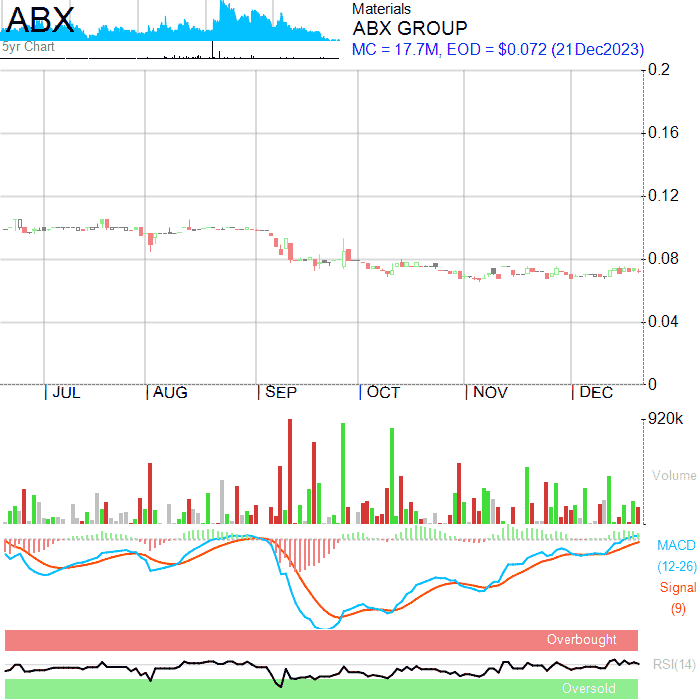 ABX
5yr Chart
Materials
ABX GROUP
MC = 17.7M, EOD = $0.072 (21Dec2023)
0.2
0.16
0.12
0.08
0.04
0
JUL AUG SEP OCT NOV DEC
920k
Volume
MACD
(12-26)
Signal
(9)
Overbought
RSI(14)
Oversold